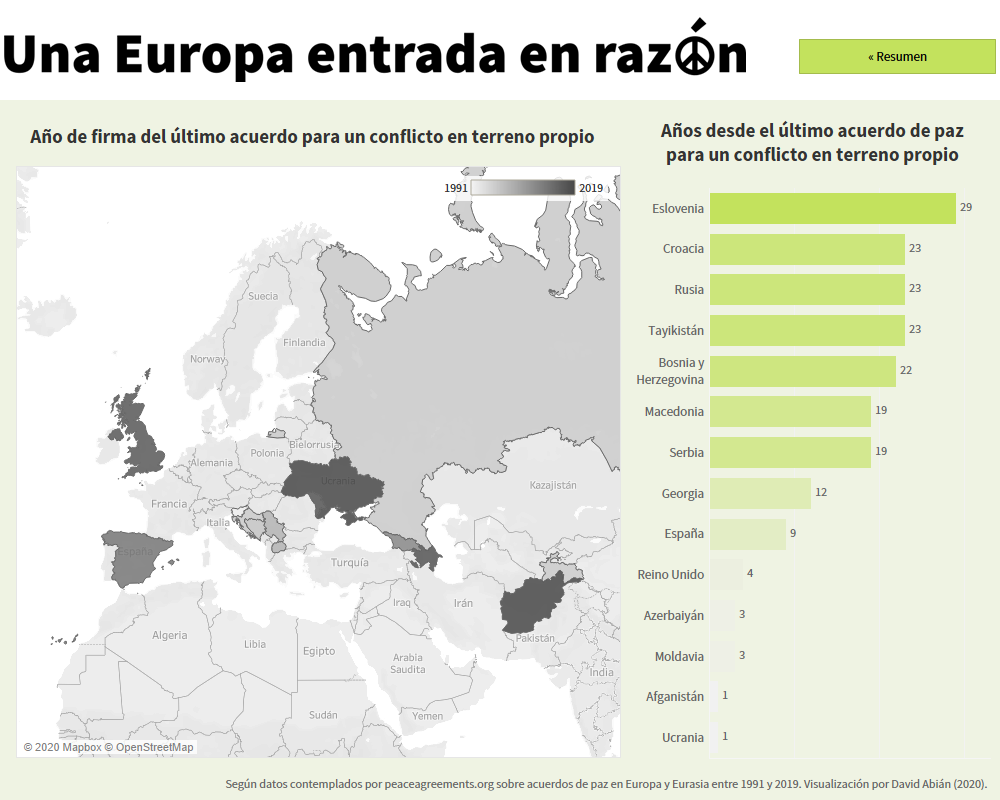 Una Europa entrada en razón
« Resumen
Año de firma del último acuerdo para un conflicto en terreno propio
Años desde el último acuerdo de paz
para un conflicto en terreno propio
1991
2019
Suecia
Finlandia
Norway
Bielorrusia
Polonia
Alemania
Ucrania
Kazajistán
Francia
Italia
España
Turquía
Iraq
Irán
Argelia
Libia
Egipto
Pakistán
Arabia
Saudita
India
Sudán
Yemen
© 2020 Mapbox © OpenStreetMap
Eslovenia 29
Croacia 23
Rusia 23
Tayikistán 23
Bosnia y
Herzegovina 22
Macedonia 19
Serbia 19
Georgia 12
España 9
Reino Unido 4
Azerbaiyán 3
Moldavia 3
Afganistán 1
Ucrania 1
Según datos contemplados por peaceagreements.org sobre acuerdos de paz en Europa y Eurasia entre 1991 y 2019. Visualización por David Abián (2020).